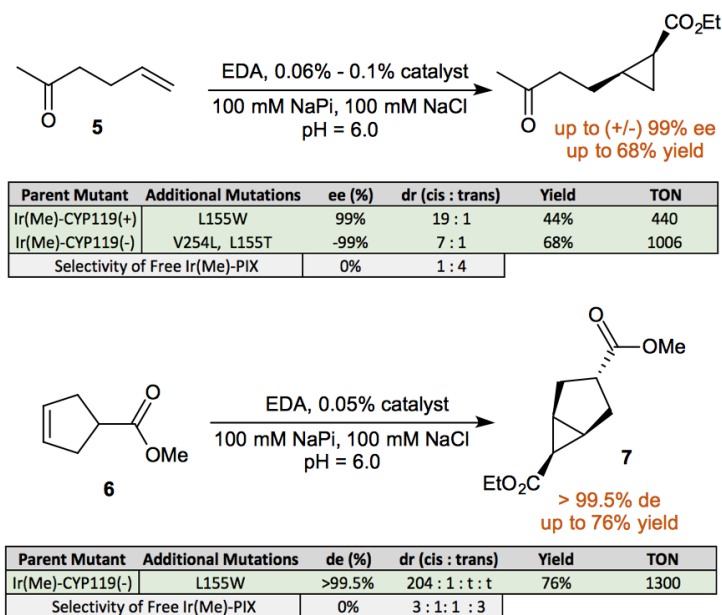 CO₂Et
EDA, 0.06% - 0.1% catalyst
100 mM NaPi, 100 mM NaCl
pH = 6.0
O
5
O
up to (+/-) 99% ee
up to 68% yield
Parent Mutant Additional Mutations ee (%) dr (cis : trans) Yield TON
Ir(Me)-CYP119(+) L155W 99% 19 : 1 44% 440
Ir(Me)-CYP119(-) V254L, L155T -99% 7 : 1 68% 1006
Selectivity of Free Ir(Me)-PIX 0% 1 : 4
O
OMe
O
OMe
6
EDA, 0.05% catalyst
100 mM NaPi, 100 mM NaCl
pH = 6.0
EtO₂C
7
> 99.5% de
up to 76% yield
Parent Mutant Additional Mutations de (%) dr (cis : trans) Yield TON
Ir(Me)-CYP119(-) L155W >99.5% 204 : 1 : t : t 76% 1300
Selectivity of Free Ir(Me)-PIX 0% 3 : 1 : 1 : 3